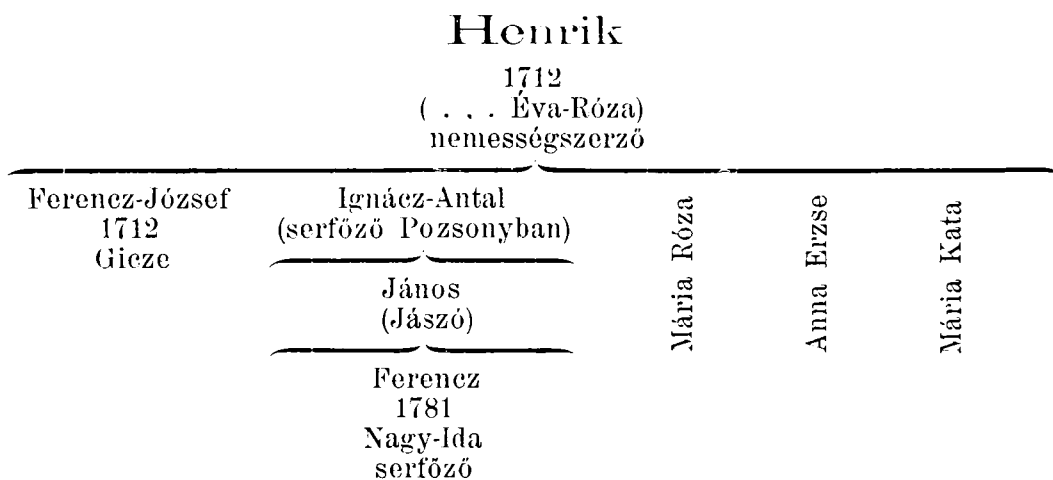 Henrik
1712
( . . . Éva-Róza)
nemességszerző
Ferencz-József
1712
Gicze
Ignácz-Antal
(serfőző Pozsonyban)
János
(Jászó)
Ferencz
1781
Nagy-Ida
serfőző
Mária Róza
Anna Erzse
Mária Kata